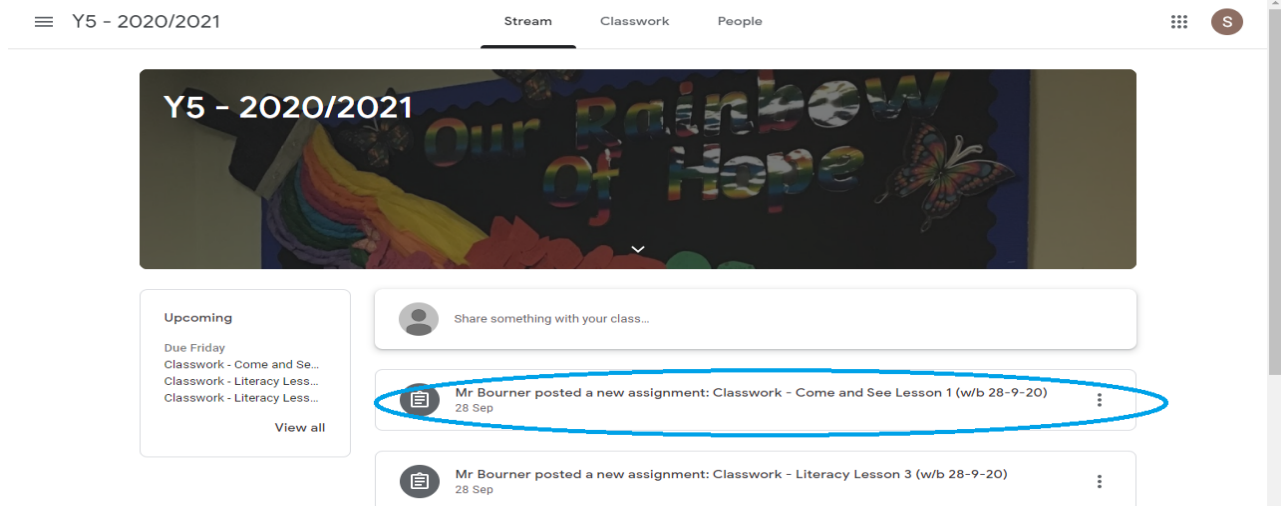 Y5 - 2020/2021
Stream
Classwork
People
S
Y5 - 2020/2021
Our Rainbow
Of Hope
Upcoming
Due Friday
Classwork - Come and Se...
Classwork - Literacy Less...
Classwork - Literacy Less...
View all
Share something with your class...
Mr Bourner posted a new assignment: Classwork - Come and See Lesson 1 (w/b 28-9-20)
28 Sep
Mr Bourner posted a new assignment: Classwork - Literacy Lesson 3 (w/b 28-9-20)
28 Sep